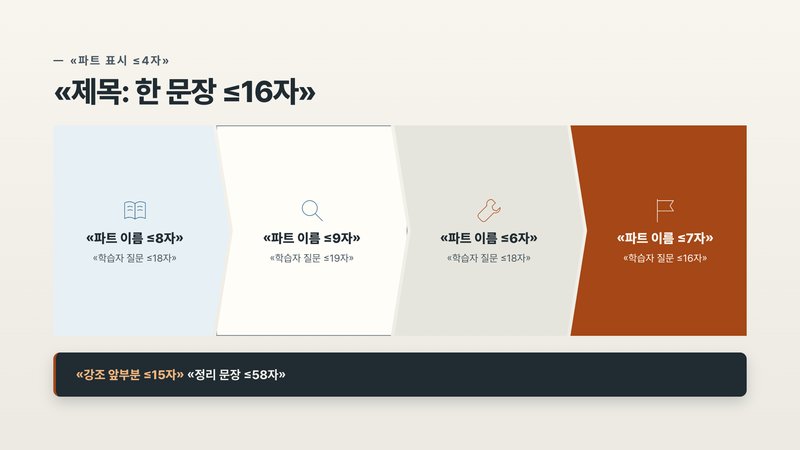 — «파트 표시 ≤4자»
«제목: 한 문장 ≤16자»
«파트 이름 ≤8자»
«학습자 질문 ≤18자»
«파트 이름 ≤9자»
«학습자 질문 ≤19자»
«파트 이름 ≤6자»
«학습자 질문 ≤18자»
«파트 이름 ≤7자»
«학습자 질문 ≤16자»
«강조 앞부분 ≤15자» «정리 문장 ≤58자»